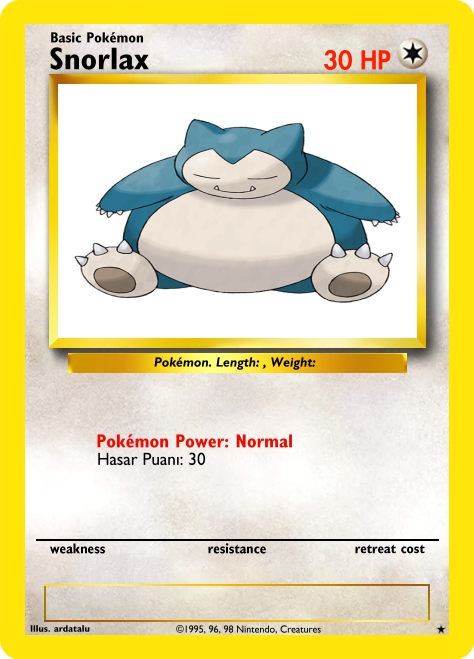 Basic Pokémon
Snorlax
30 HP
Pokémon. Length: , Weight:
Pokémon Power: Normal
Hasar Puanı: 30
weakness resistance retreat cost
Illus. ardatalu ©1995, 96, 98 Nintendo, Creatures